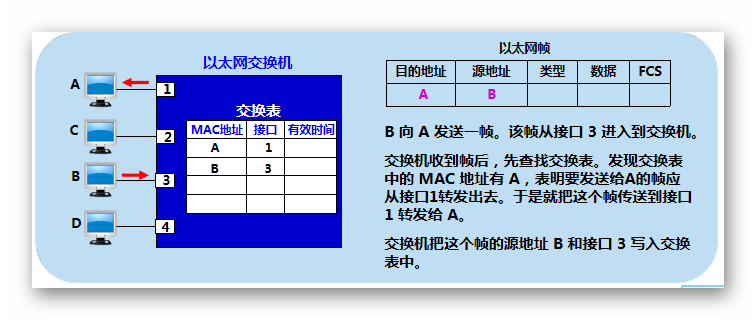 以太网交换机
A
1
C
2
B
3
D
4
交换表
MAC地址 接口 有效时间
A 1
B 3
以太网帧
目的地址 源地址 类型 数据 FCS
A B
B 向 A 发送一帧。该帧从接口 3 进入到交换机。
交换机收到帧后，先查找交换表。发现交换表
中的 MAC 地址有 A，表明要发送给A的帧应
从接口1转发出去。于是就把这个帧传送到接口
1 转发给 A。
交换机把这个帧的源地址 B 和接口 3 写入交换
表中。